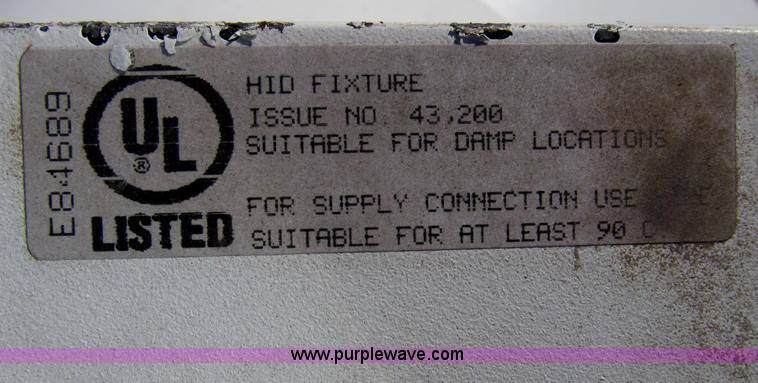 E84689
UL
®
LISTED
HID FIXTURE
ISSUE NO. 43,200
SUITABLE FOR DAMP LOCATIONS
FOR SUPPLY CONNECTION USE
SUITABLE FOR AT LEAST 90 C.
www.purplewave.com